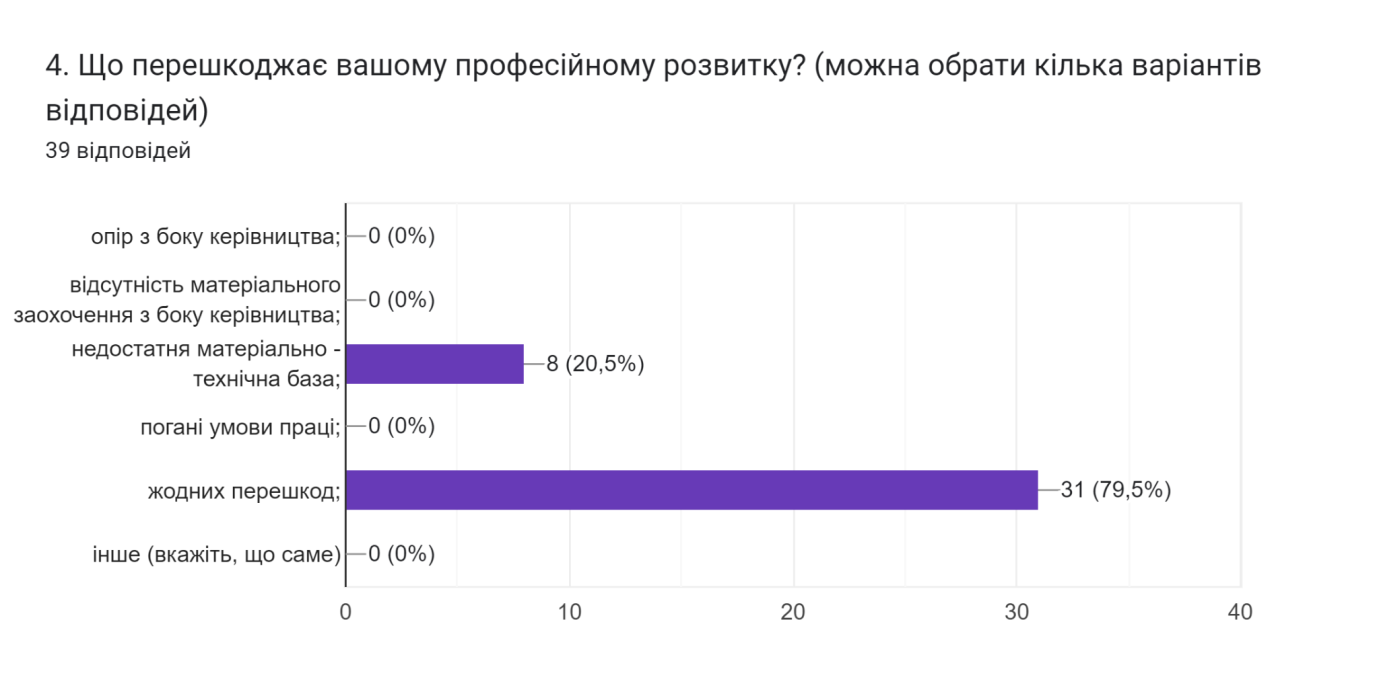 4. Що перешкоджає вашому професійному розвитку? (можна обрати кілька варіантів
відповідей)
39 відповідей
опір з боку керівництва;
0 (0%)
відсутність матеріального
заохочення з боку керівництва;
0 (0%)
недостатня матеріально -
технічна база;
8 (20,5%)
погані умови праці;
0 (0%)
жодних перешкод;
31 (79,5%)
інше (вкажіть, що саме)
0 (0%)
0 10 20 30 40